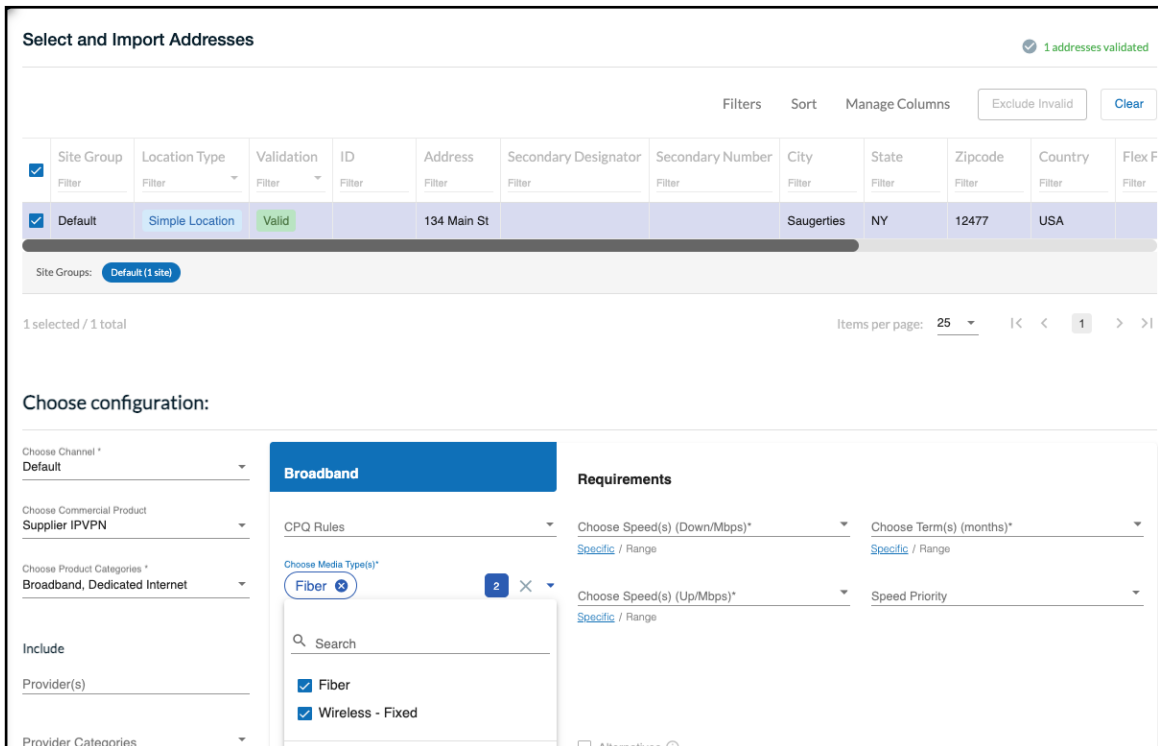 Select and Import Addresses
1 addresses validated
Filters Sort Manage Columns Exclude Invalid Clear
Site Group Location Type Validation ID Address Secondary Designator Secondary Number City State Zipcode Country Flex F
Filter Filter Filter Filter Filter Filter Filter Filter Filter Filter Filter Filter
Default Simple Location Valid 134 Main St Saugerties NY 12477 USA
Site Groups: Default (1 site)
1 selected / 1 total Items per page: 25 1
Choose configuration:
Choose Channel *
Default
Choose Commercial Product
Supplier IPVPN
Choose Product Categories *
Broadband, Dedicated Internet
Include
Provider(s)
Provider Categories
Broadband
CPQ Rules
Choose Media Type(s)*
Fiber 2
Search
Fiber
Wireless - Fixed
Requirements
Choose Speed(s) (Down/Mbps)* Choose Term(s) (months)*
Specific / Range Specific / Range
Choose Speed(s) (Up/Mbps)* Speed Priority
Specific / Range
Alternatives